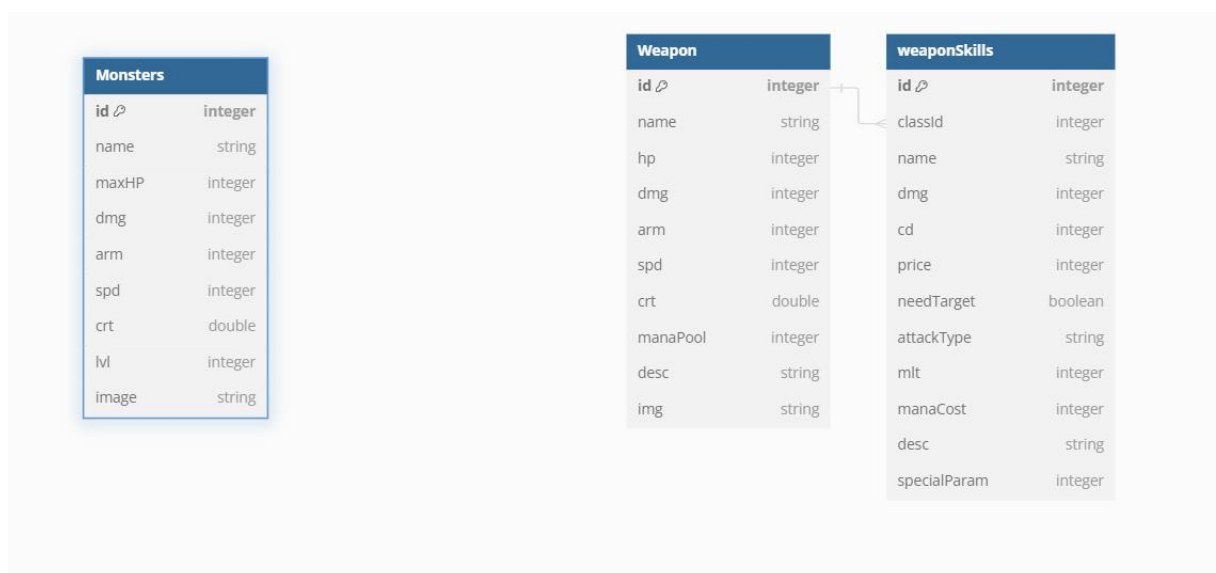 Monsters
id integer
name string
maxHP integer
dmg integer
arm integer
spd integer
crt double
lvl integer
image string
Weapon
id integer
name string
hp integer
dmg integer
arm integer
spd integer
crt double
manaPool integer
desc string
img string
weaponSkills
id integer
classId integer
name string
dmg integer
cd integer
price integer
needTarget boolean
attackType string
mlt integer
manaCost integer
desc string
specialParam integer